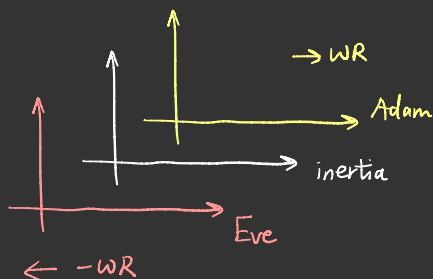 → WR
Adam
inertia
Eve
← -WR